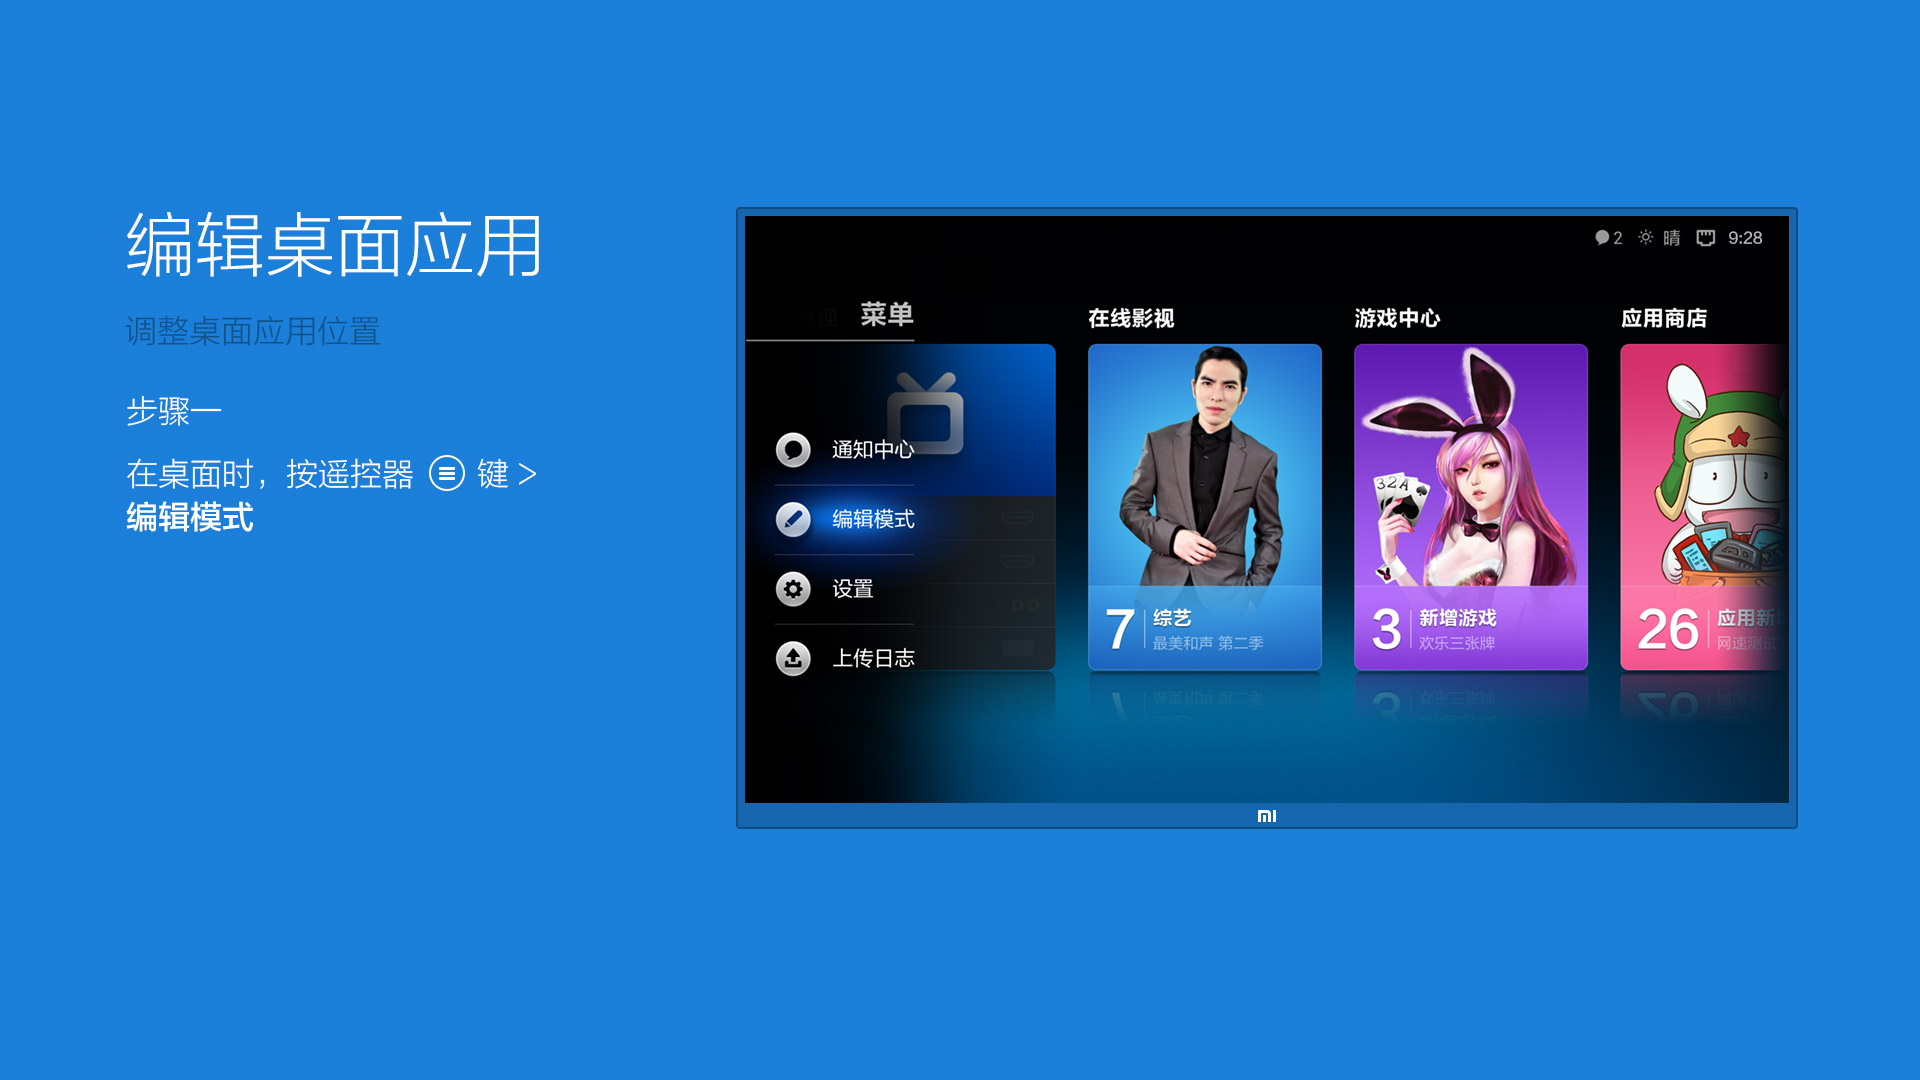 编辑桌面应用
调整桌面应用位置
步骤一
在桌面时，按遥控器 键 >
编辑模式
2 晴 9:28
菜单
通知中心
编辑模式
设置
上传日志
在线影视
7 综艺
最美和声 第二季
游戏中心
32A
3 新增游戏
欢乐三张牌
应用商店
26 应用新
网速测试
mi